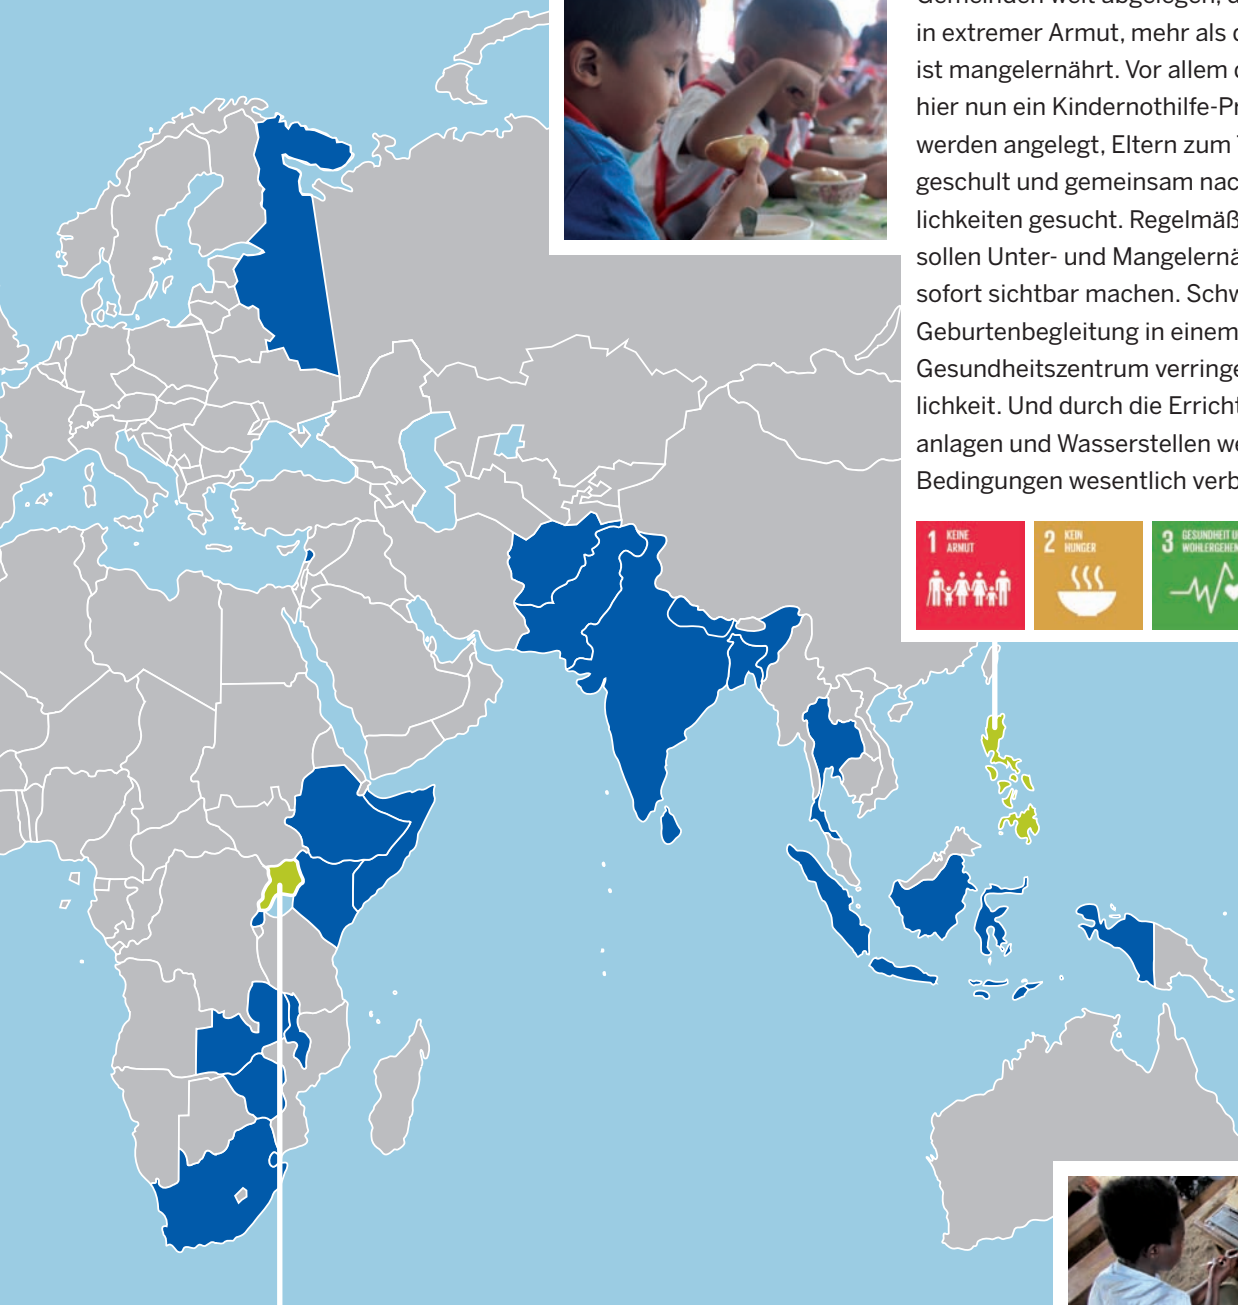 in extremer Armut, mehr als
ist mangelernährt. Vor allem
hier nun ein Kindernothilfe-Pr
werden angelegt, Eltern zum
geschult und gemeinsam nac
lichkeiten gesucht. Regelmäß
sollen Unter- und Mangelernä
sofort sichtbar machen. Schw
Geburtenbegleitung in einem
Gesundheitszentrum verringe
lichkeit. Und durch die Erricht
anlagen und Wasserstellen we
Bedingungen wesentlich verb
1 KEINE
ARMUT
2 KEIN
HUNGER
3 GESUNDHEIT U
WOHLERGEHEN